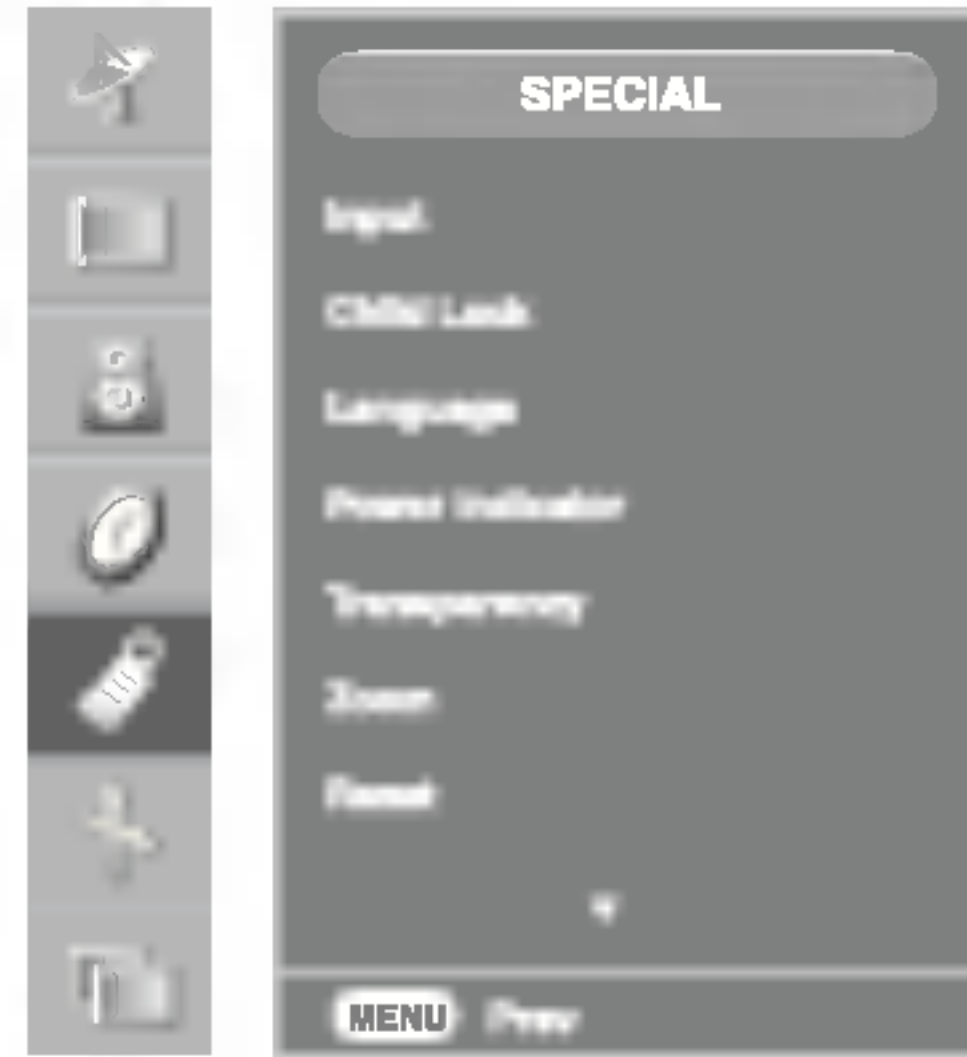 SPECIAL
Input
Child Lock
Language
Power Indicator
Transparency
Zoom
Reset
MENU Prev